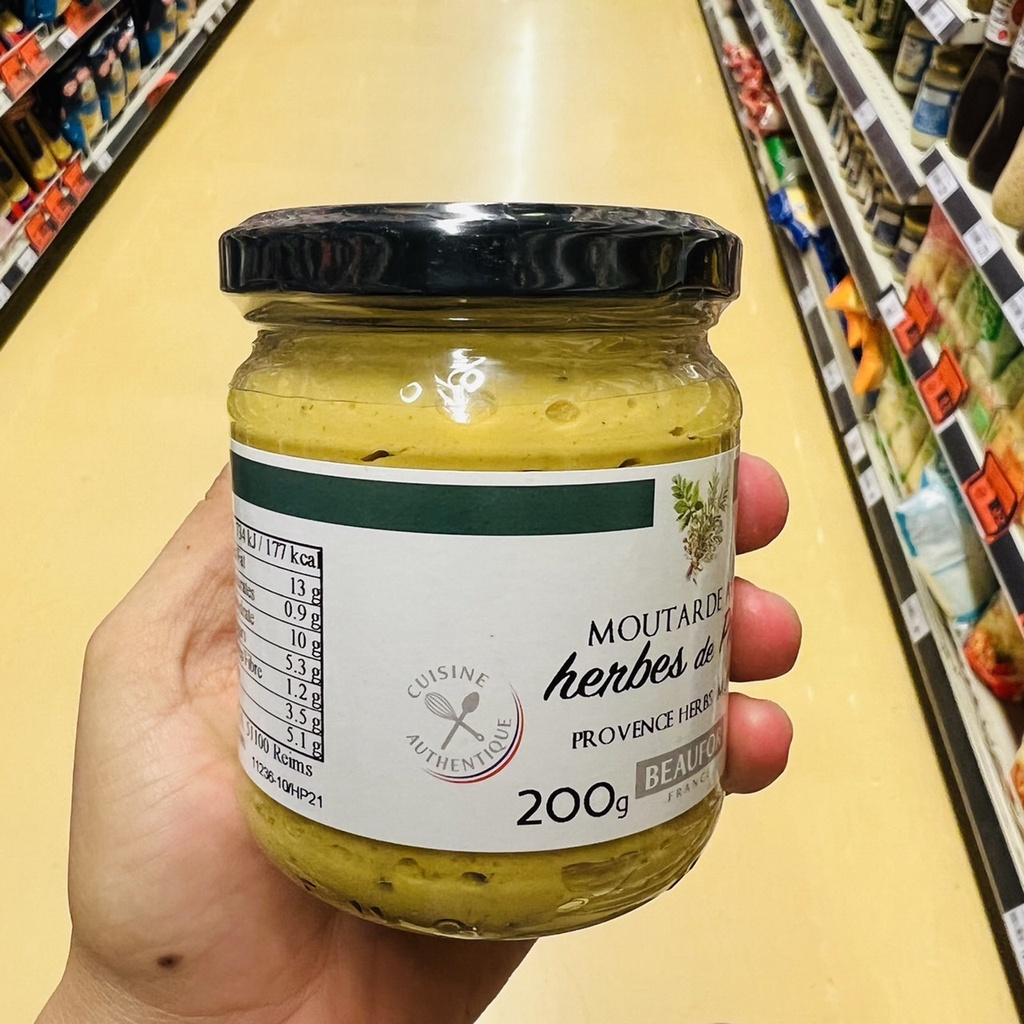 734 kJ / 177 kcal
13 g
0.9 g
10 g
5.3 g
1.2 g
3.5 g
5.1 g
51100 Reims
11236-10/HP21
CUISINE
AUTHENTIQUE
MOUTARDE
herbes de
PROVENCE HERBS
200g
FRANCE